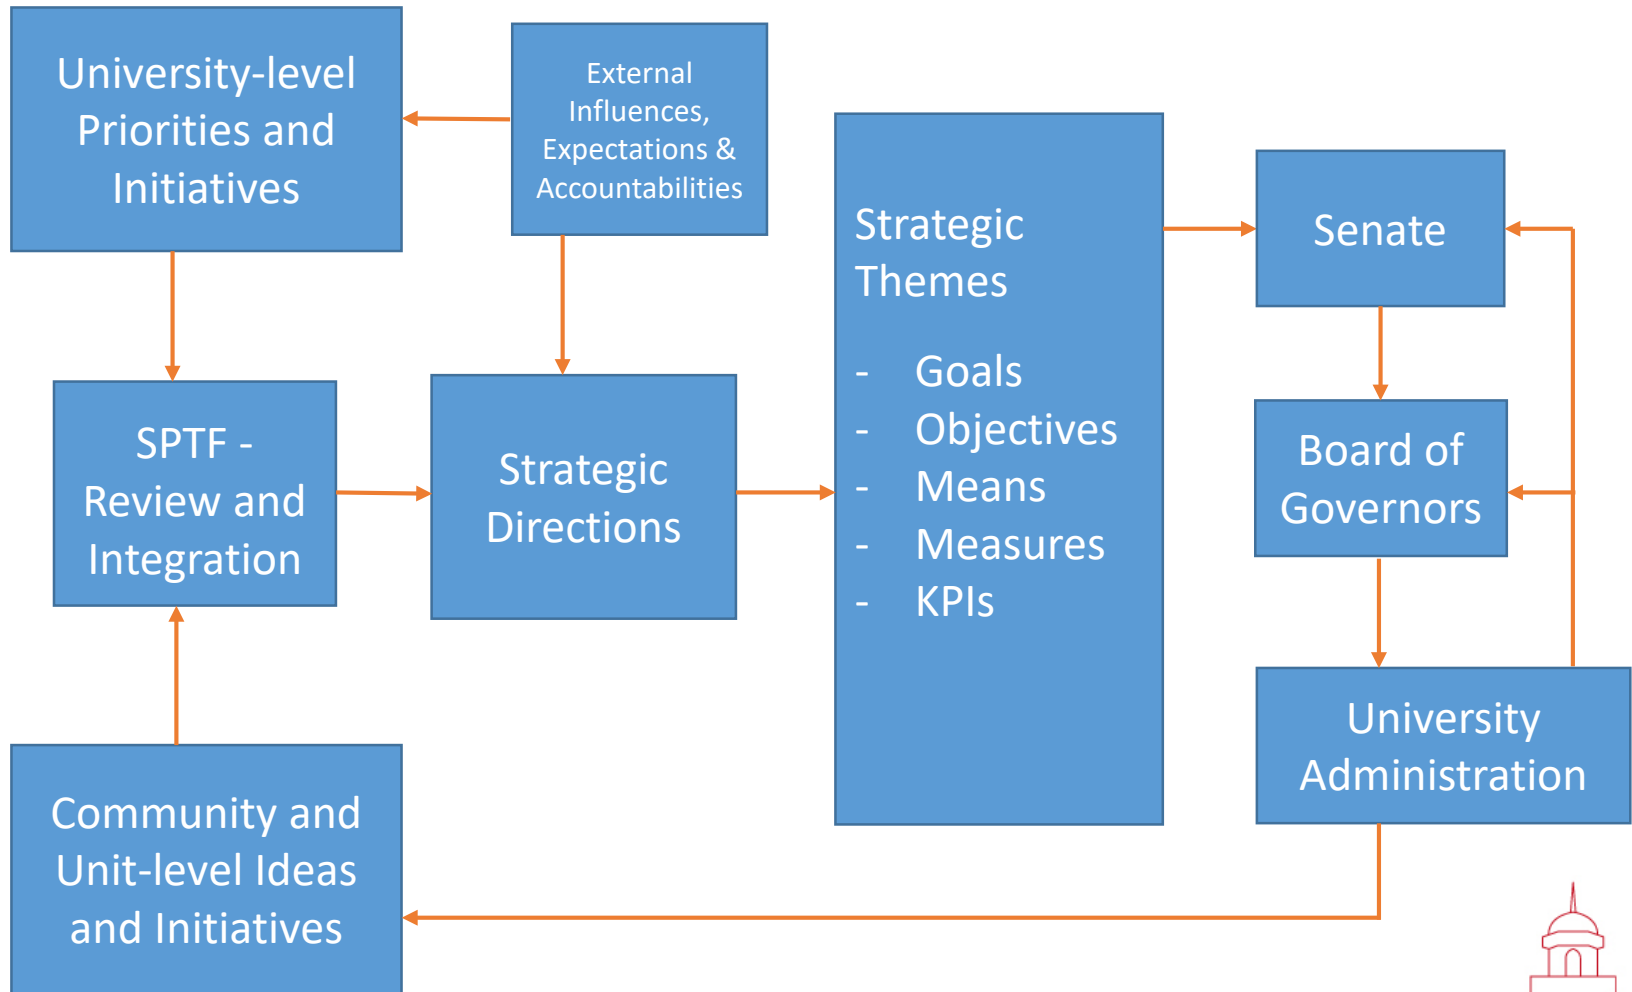 University-level
Priorities and
Initiatives
External
Influences,
Expectations &
Accountabilities
SPTF -
Review and
Integration
Strategic
Directions
Community and
Unit-level Ideas
and Initiatives
Strategic
Themes
- Goals
- Objectives
- Means
- Measures
- KPIs
Senate
Board of
Governors
University
Administration